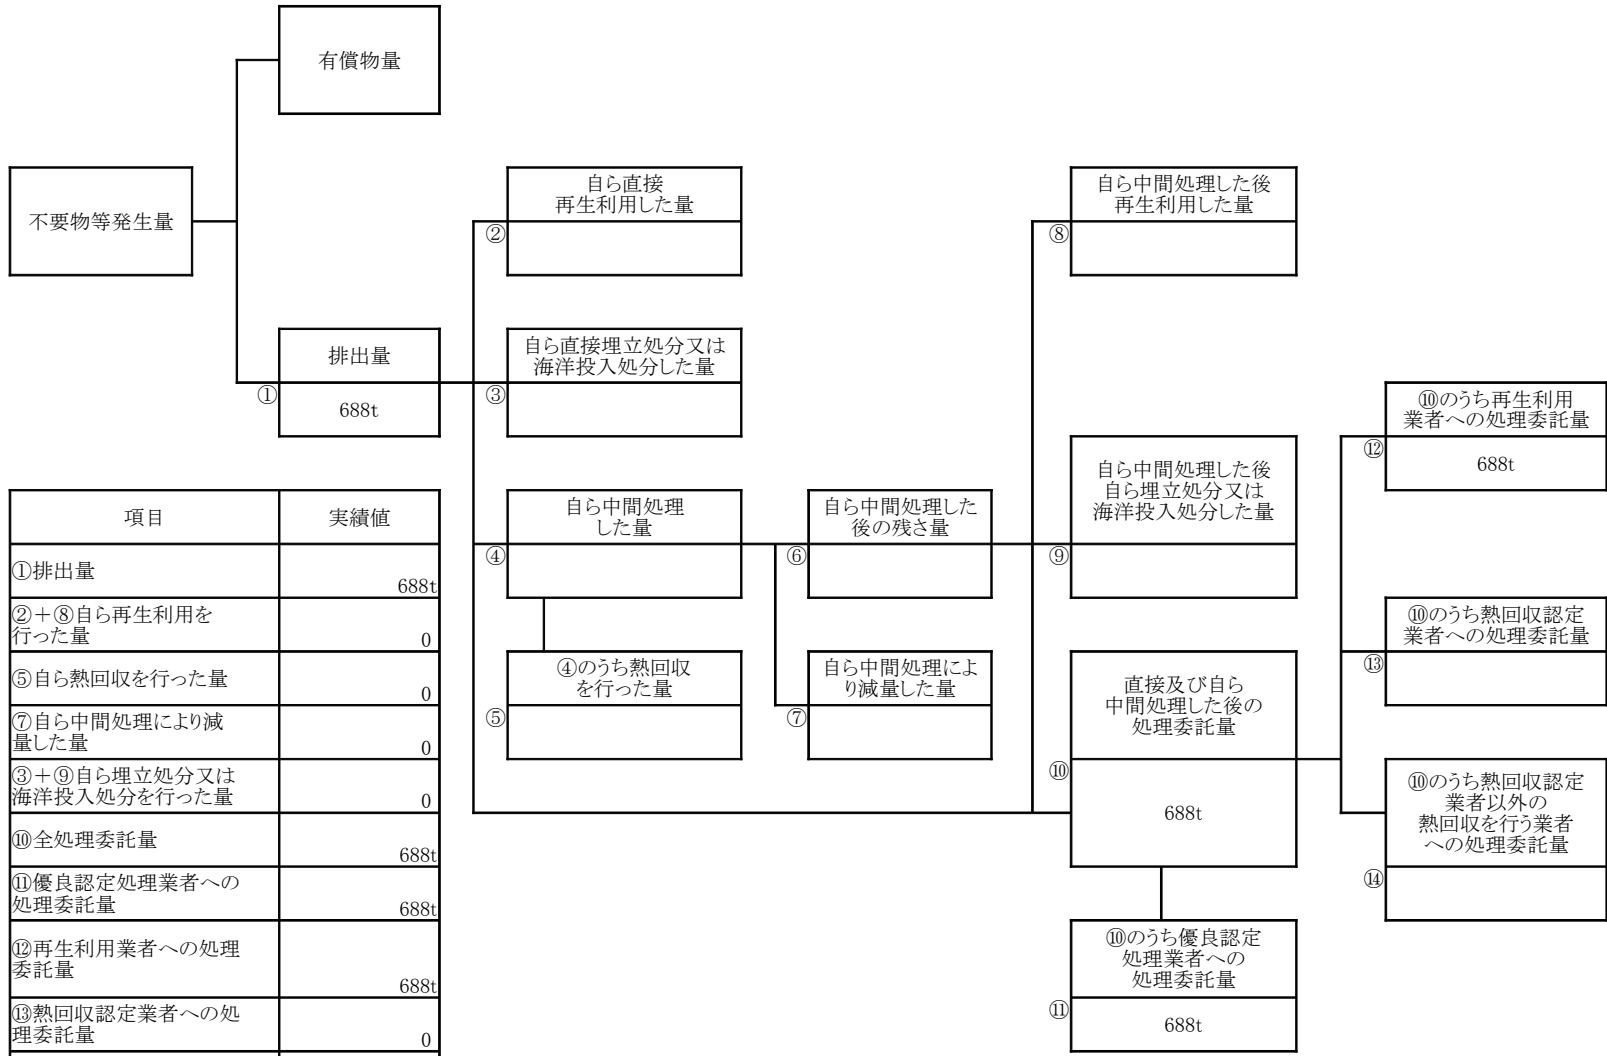 有償物量
不要物等発生量
自ら直接
再生利用した量
②
自ら中間処理した後
再生利用した量
⑧
排出量
①
688t
自ら直接埋立処分又は
海洋投入処分した量
③
⑩のうち再生利用
業者への処理委託量
⑫
688t
自ら中間処理
した量
④
自ら中間処理した
後の残さ量
⑥
自ら中間処理した後
自ら埋立処分又は
海洋投入処分した量
⑨
⑩のうち熱回収認定
業者への処理委託量
⑬
④のうち熱回収
を行った量
⑤
自ら中間処理によ
り減量した量
⑦
直接及び自ら
中間処理した後の
処理委託量
⑩
688t
⑩のうち熱回収認定
業者以外の
熱回収を行う業者
への処理委託量
⑭
⑩のうち優良認定
処理業者への
処理委託量
⑪
688t
項目 実績値
①排出量
688t
②＋⑧自ら再生利用を
行った量 0
⑤自ら熱回収を行った量
0
⑦自ら中間処理により減
量した量 0
③＋⑨自ら埋立処分又は
海洋投入処分を行った量 0
⑩全処理委託量
688t
⑪優良認定処理業者への
処理委託量 688t
⑫再生利用業者への処理
委託量
688t
⑬熱回収認定業者への処
理委託量 0